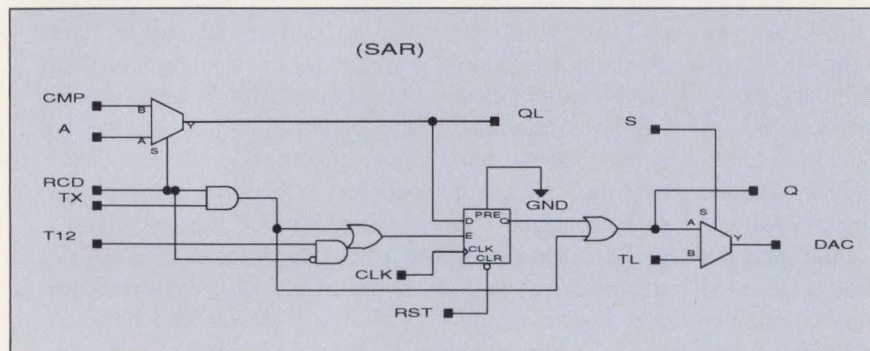 (SAR)
CMP
B
Y
QL
A
A
S
S
RCD
TX
PRE
GND
S
Q
D
Q
A
Y
DAC
T12
E
CLK
TL
B
CLR
CLK
RST